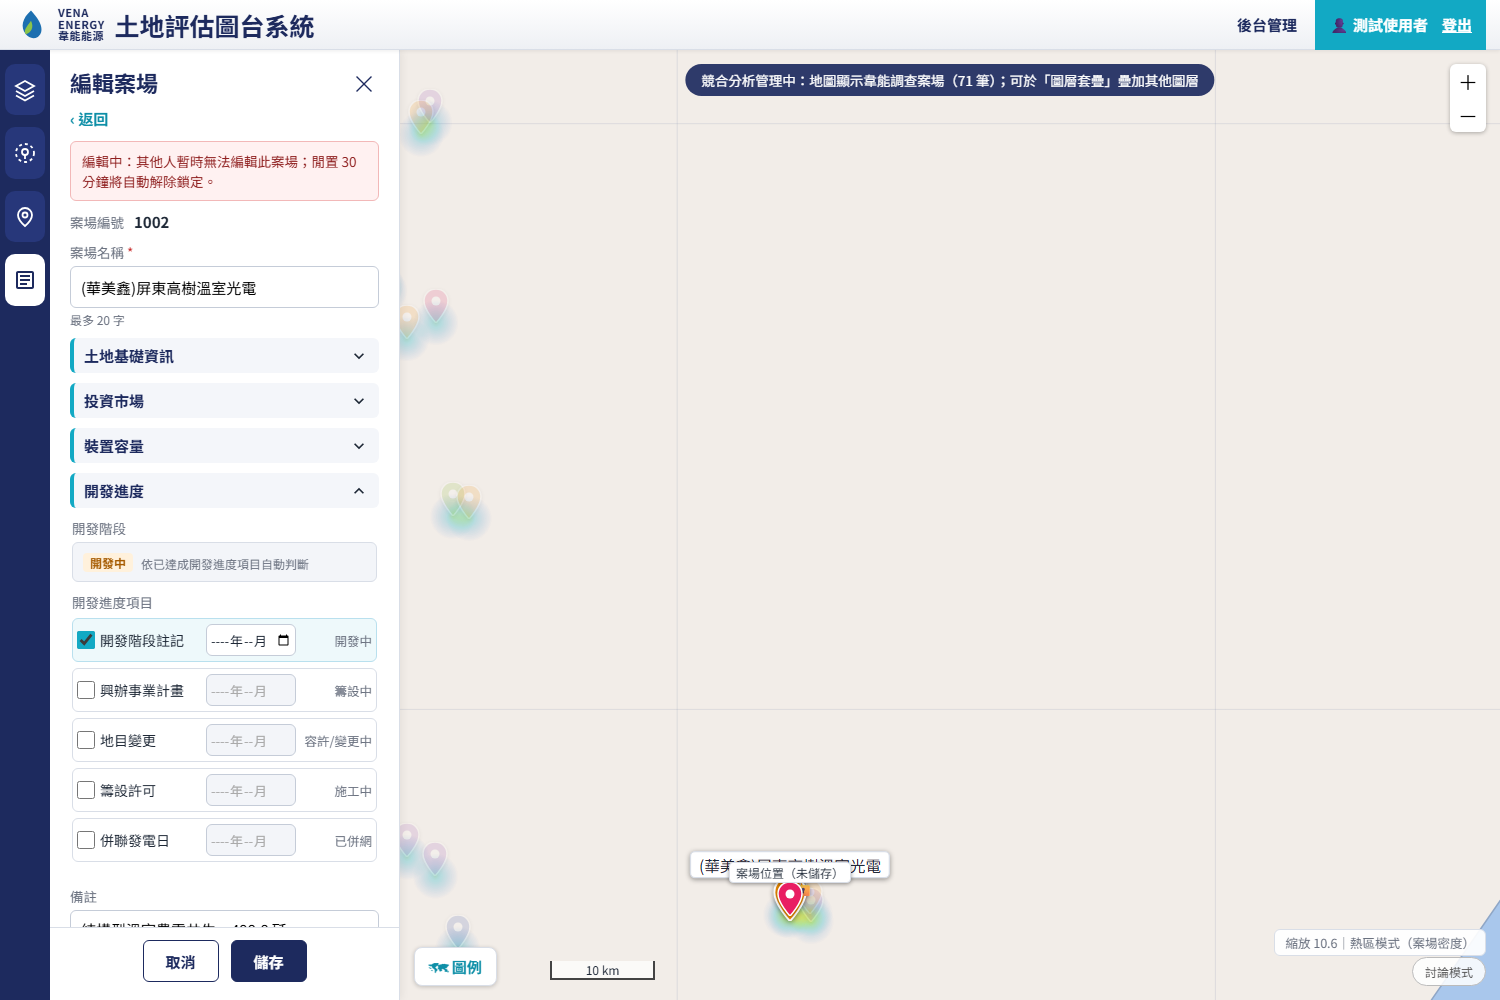 VENA
ENERGY
韋能能源
土地評估圖台系統
後台管理
測試使用者 登出
編輯案場
‹ 返回
編輯中：其他人暫時無法編輯此案場；閒置 30
分鐘將自動解除鎖定。
案場編號 1002
案場名稱 *
(華美鑫)屏東高樹溫室光電
最多 20 字
土地基礎資訊
投資市場
裝置容量
開發進度
開發階段
開發中 依已達成開發進度項目自動判斷
開發進度項目
開發階段註記 ----年--月 開發中
興辦事業計畫 ----年--月 籌設中
地目變更 ----年--月 容許/變更中
籌設許可 ----年--月 施工中
併聯發電日 ----年--月 已併網
備註
取消
儲存
競合分析管理中：地圖顯示韋能調查案場（71 筆）；可於「圖層套疊」疊加其他圖層
+
−
(華美鑫)屏東高樹溫室光電
案場位置（未儲存）
圖例
10 km
縮放 10.6｜熱區模式（案場密度）
討論模式